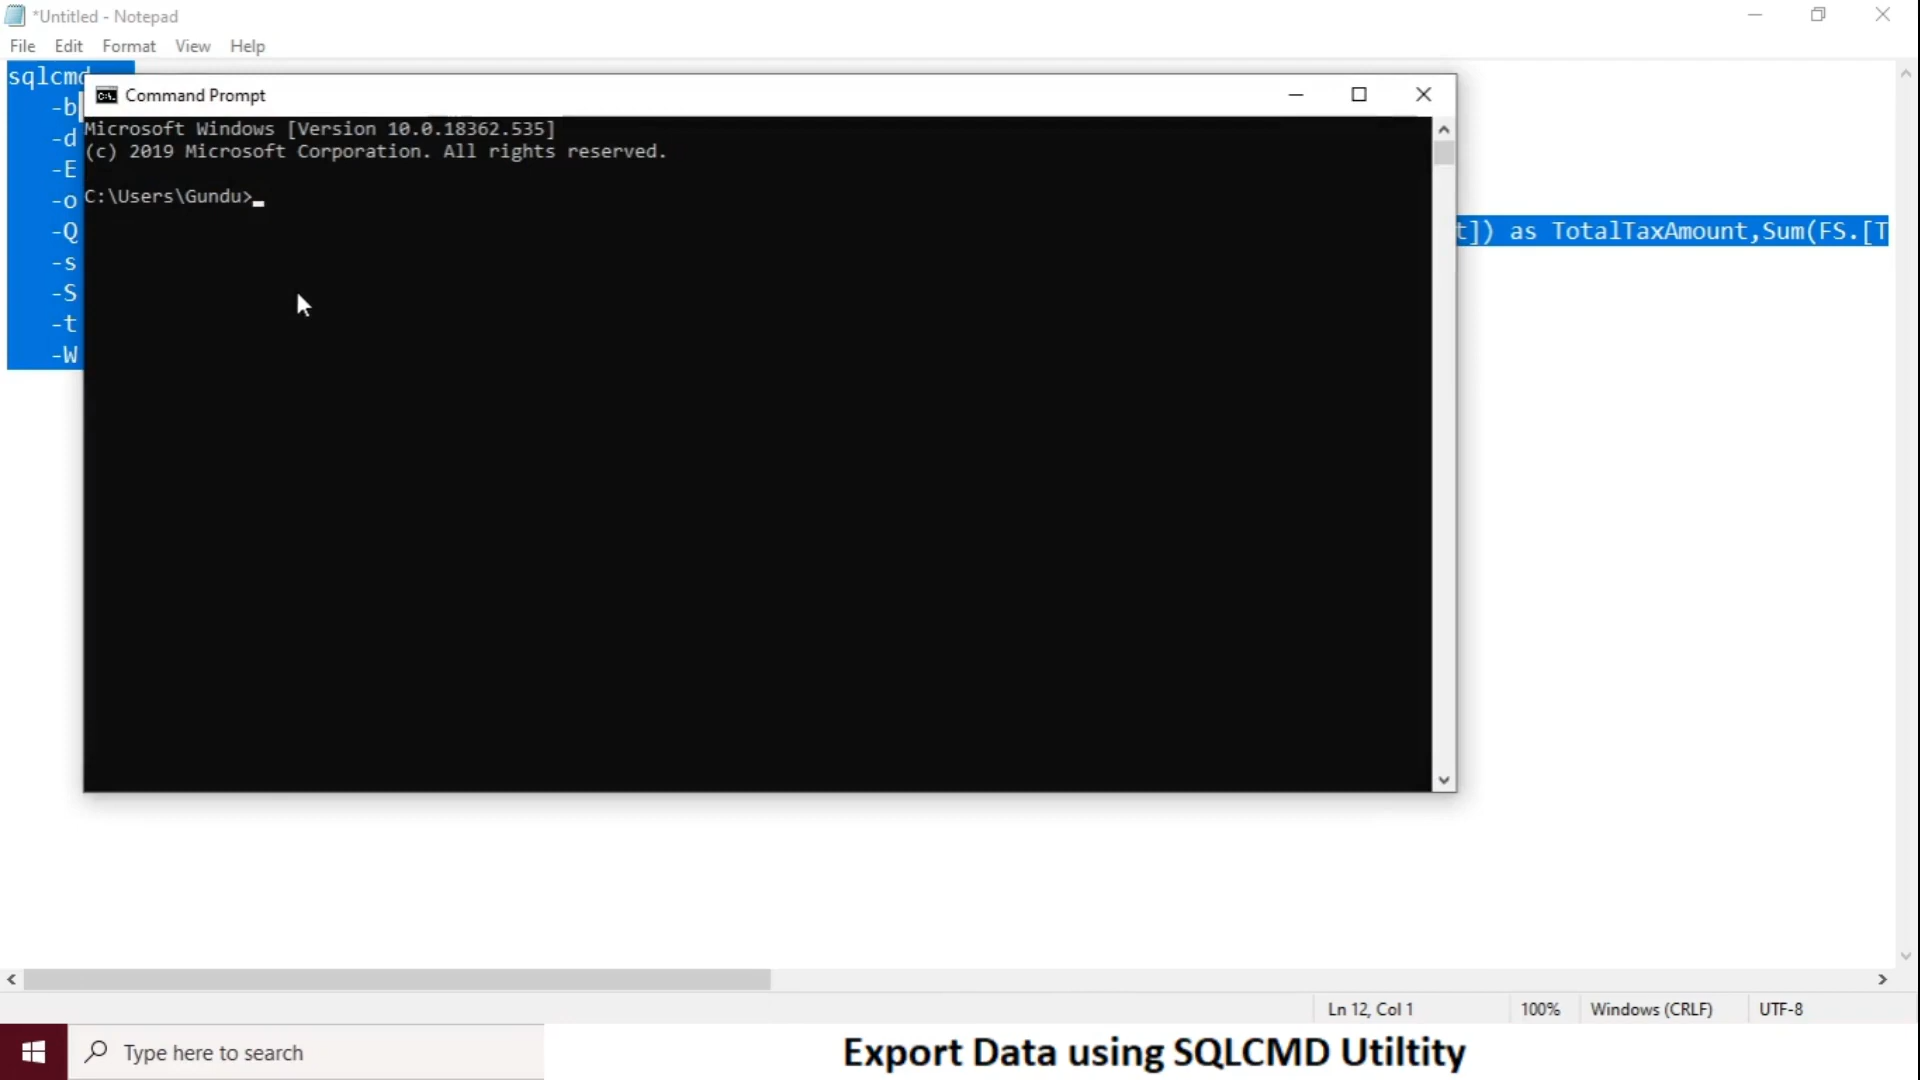 *Untitled - Notepad
File Edit Format View Help
sqlcmd
-b
-d
-E
-o
-Q
t]) as TotalTaxAmount,Sum(FS.[T
-s
-S
-t
-W
Command Prompt
Microsoft Windows [Version 10.0.18362.535]
(c) 2019 Microsoft Corporation. All rights reserved.
C:\Users\Gundu>
Ln 12, Col 1 100% Windows (CRLF) UTF-8
Type here to search
Export Data using SQLCMD Utiltity